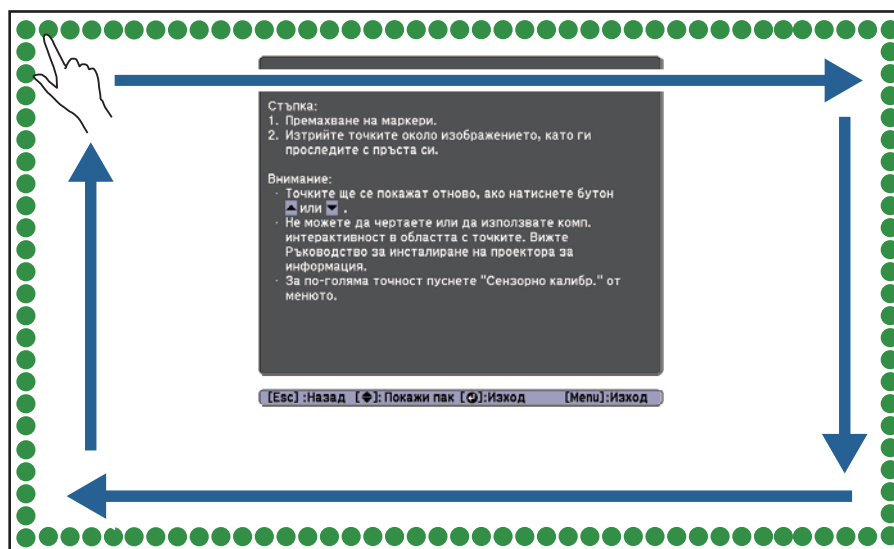 Стъпка:
1. Премахване на маркери.
2. Изтрийте точките около изображението, като ги
проследите с пръста си.
Внимание:
· Точките ще се покажат отново, ако натиснете бутон
▲ или ▼ .
· Не можете да чертаете или да използвате комп.
интерактивност в областта с точките. Вижте
Ръководство за инсталиране на проектора за
информация.
· За по-голяма точност пуснете "Сензорно калибр." от
менюто.
[Esc] :Назад [◆]: Покажи пак [⏎]:Изход [Menu]:Изход